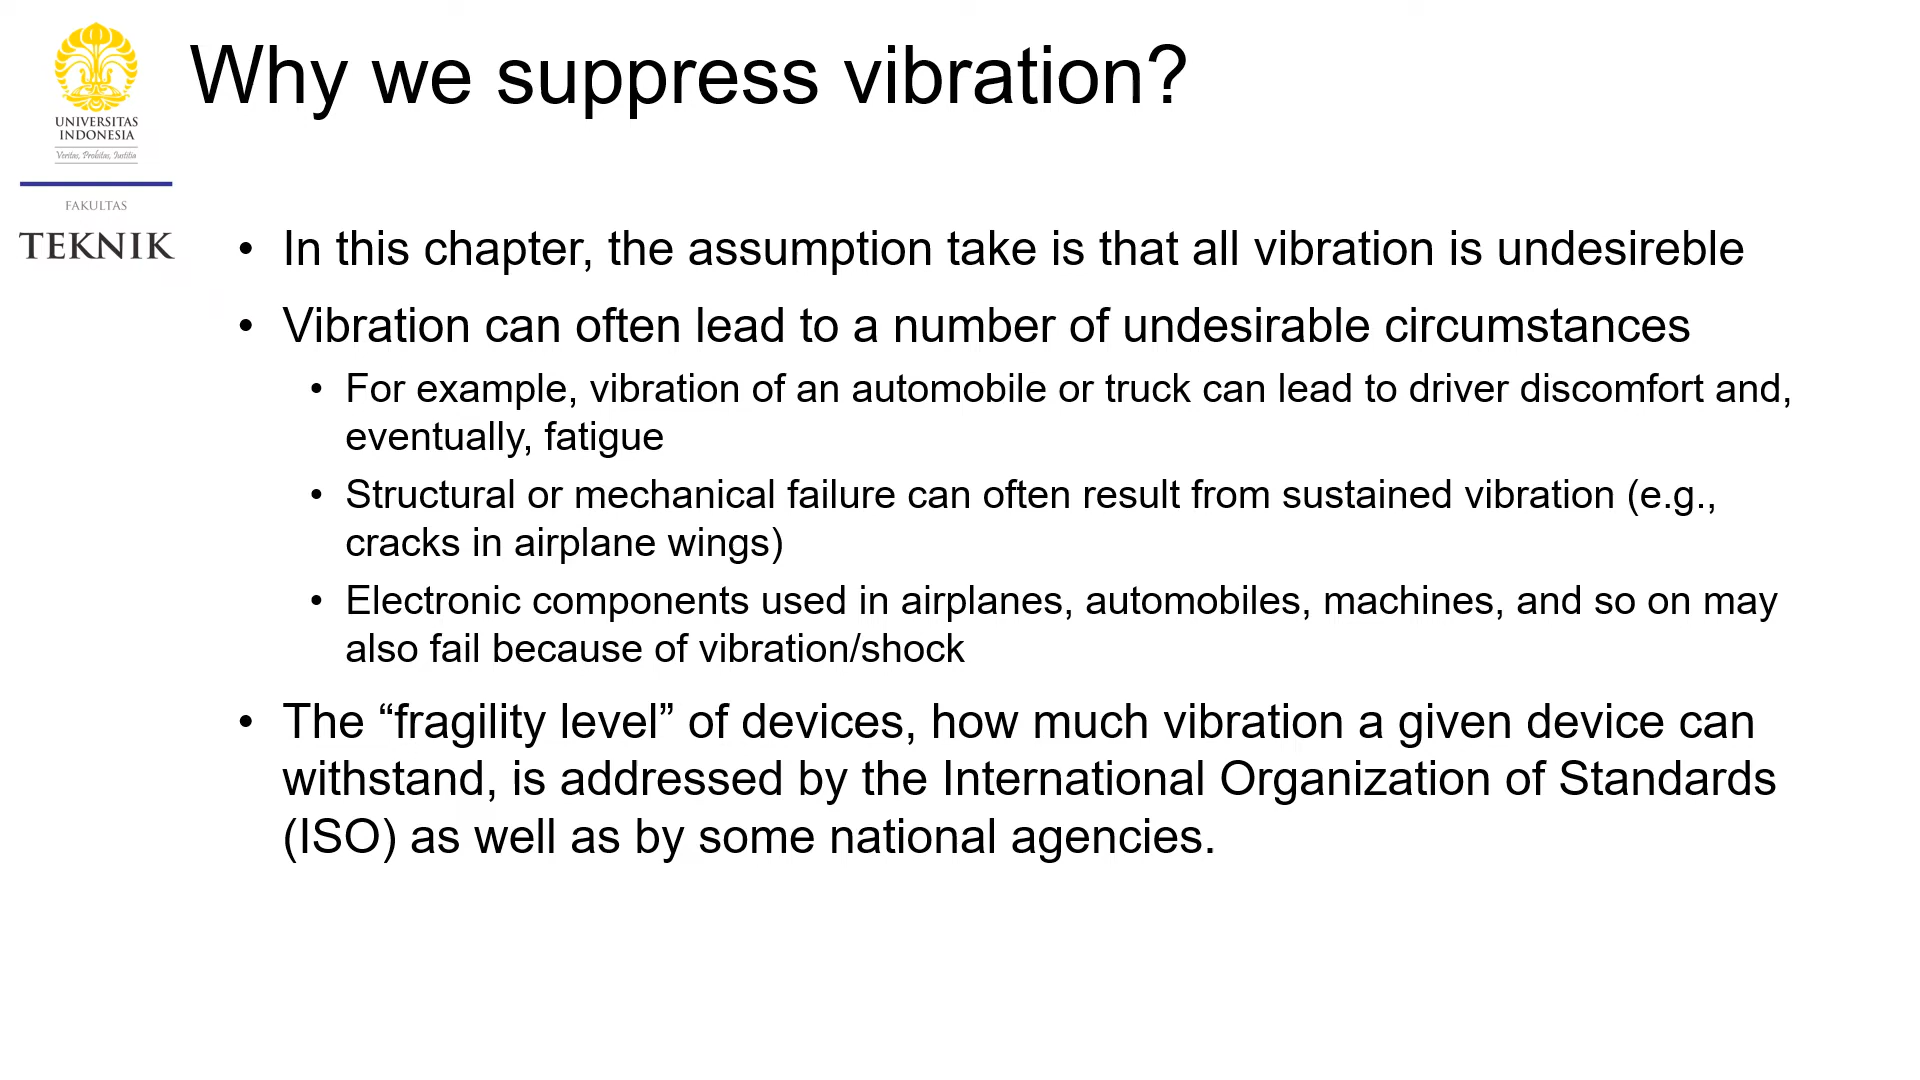 UNIVERSITAS
INDONESIA
Veritas, Probitas, Iustitia
FAKULTAS
TEKNIK
Why we suppress vibration?
• In this chapter, the assumption take is that all vibration is undesireble
• Vibration can often lead to a number of undesirable circumstances
• For example, vibration of an automobile or truck can lead to driver discomfort and,
eventually, fatigue
• Structural or mechanical failure can often result from sustained vibration (e.g.,
cracks in airplane wings)
• Electronic components used in airplanes, automobiles, machines, and so on may
also fail because of vibration/shock
• The “fragility level” of devices, how much vibration a given device can
withstand, is addressed by the International Organization of Standards
(ISO) as well as by some national agencies.